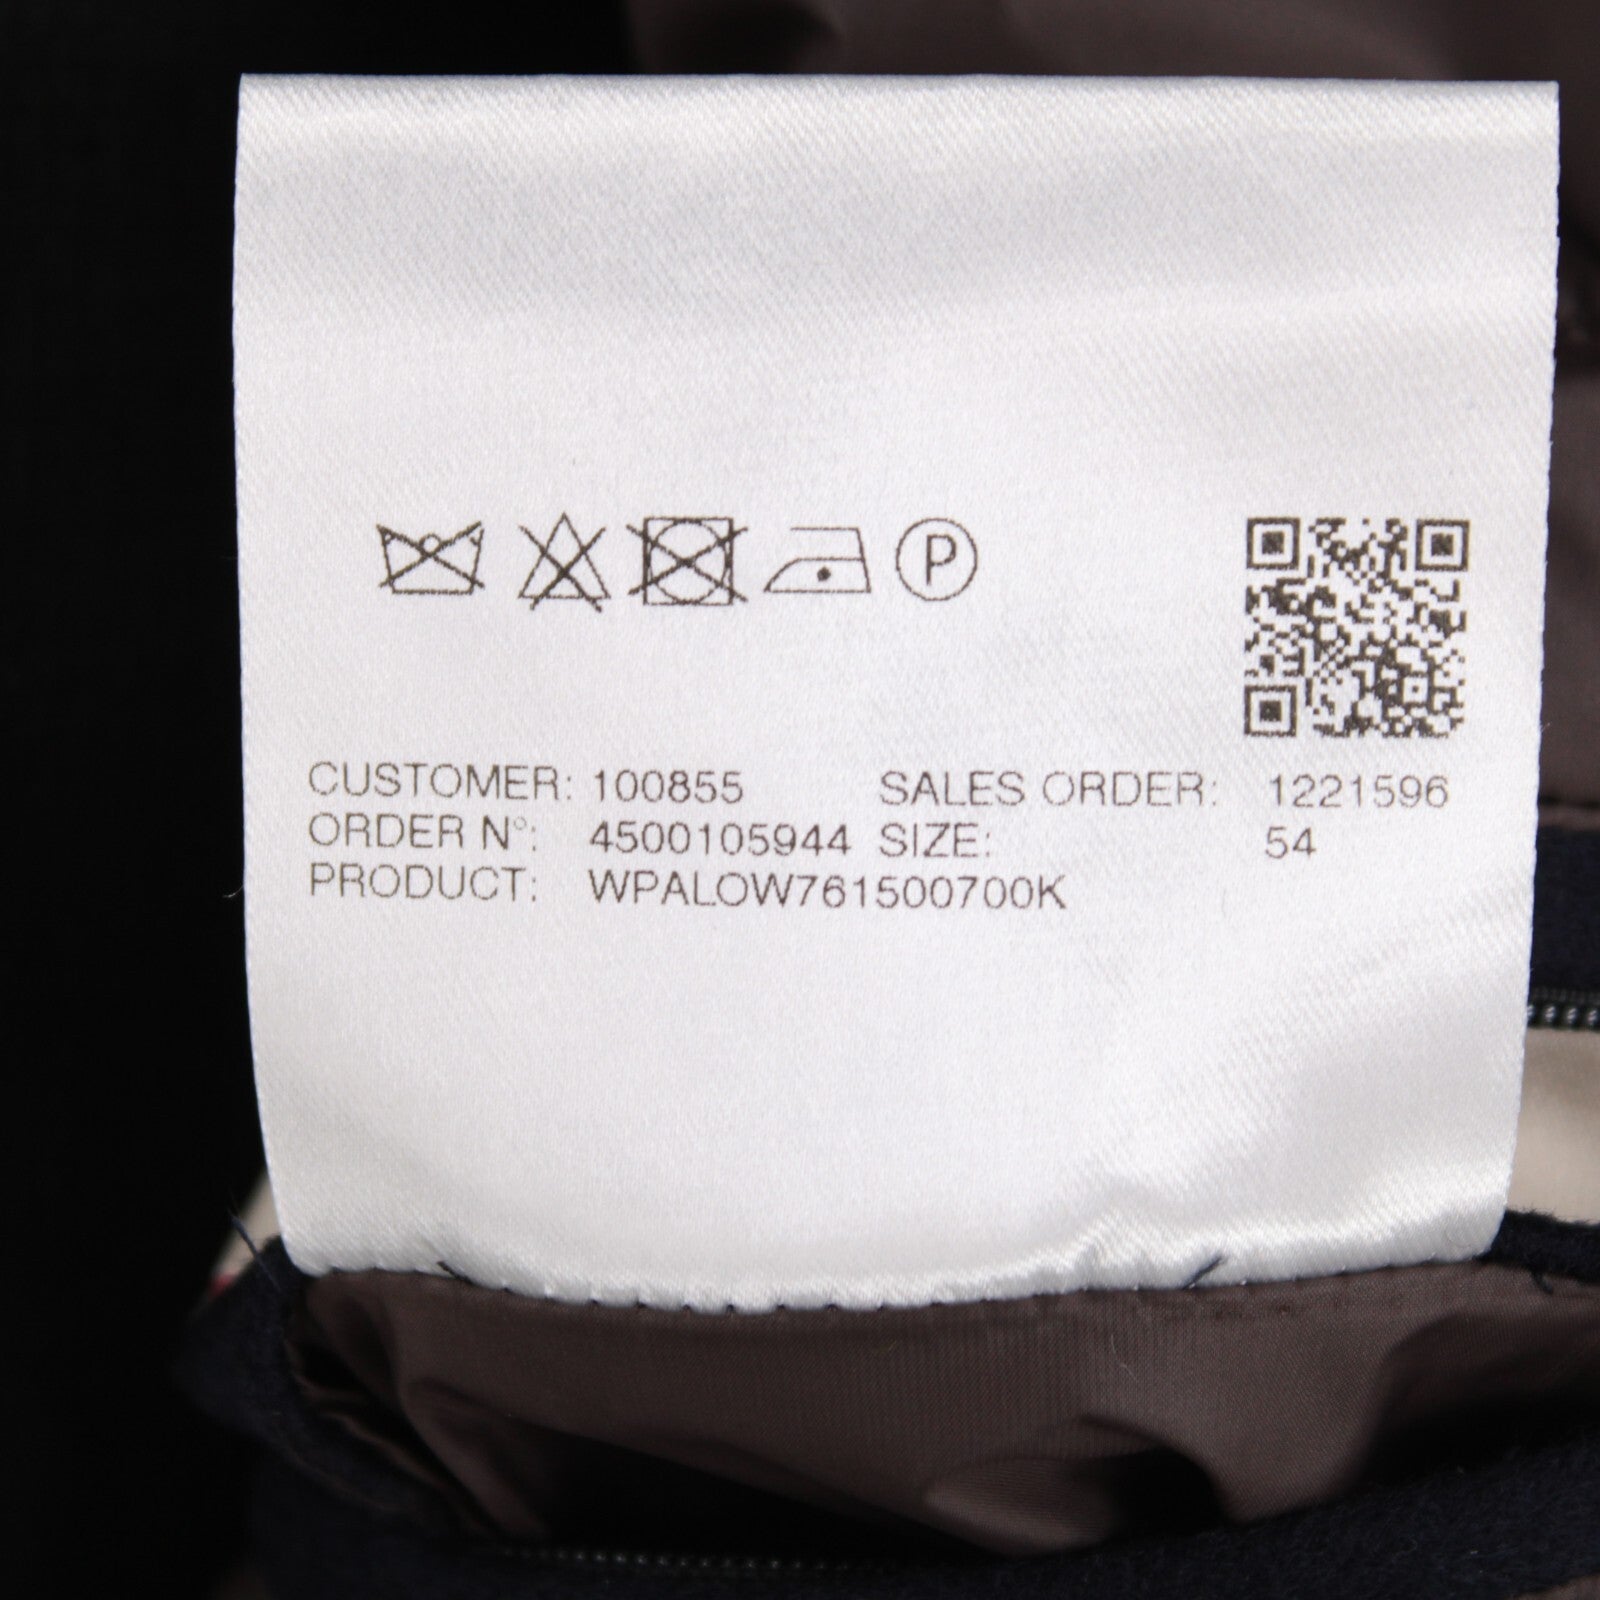 P
CUSTOMER: 100855 SALES ORDER: 1221596
ORDER N°: 4500105944 SIZE: 54
PRODUCT: WPALOW761500700K